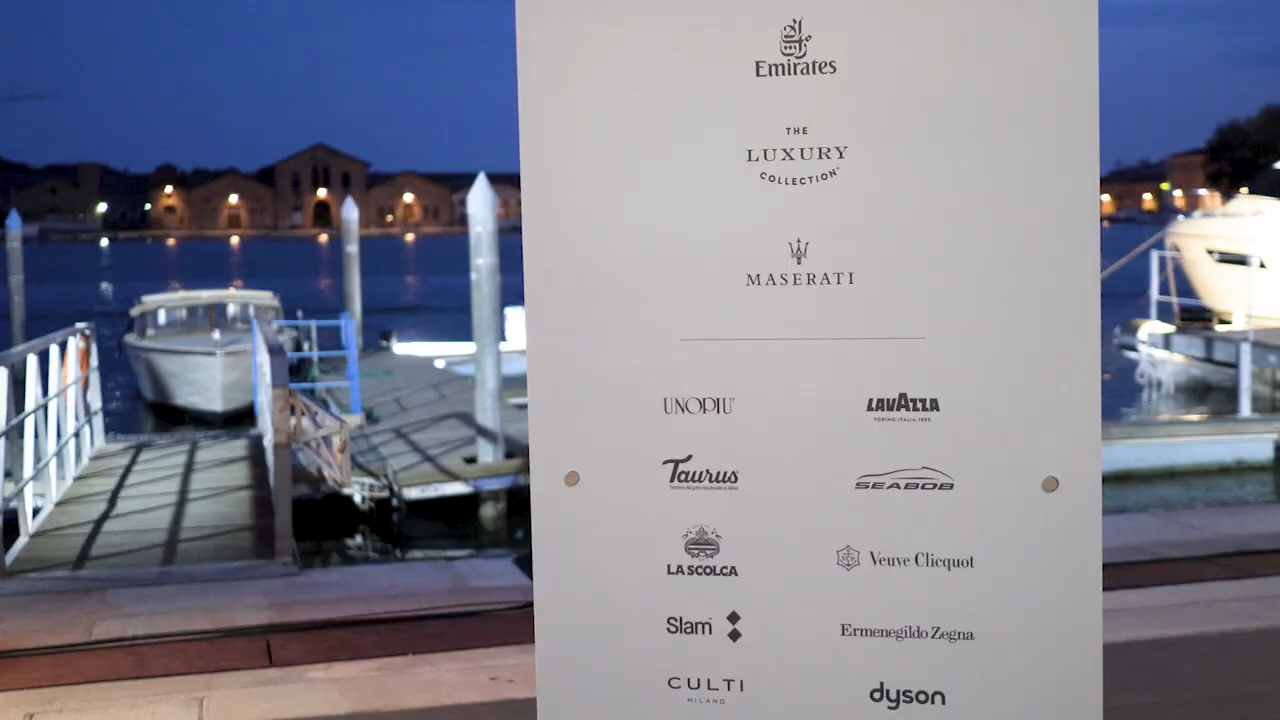 Emirates
THE
LUXURY
COLLECTION®
MASERATI
UNOPIU'
LAVAZZA
TORINO, ITALIA, 1895
Taurus
SEABOB
LA SCOLCA
Veuve Clicquot
Slam
Ermenegildo Zegna
CULTI
MILANO
dyson